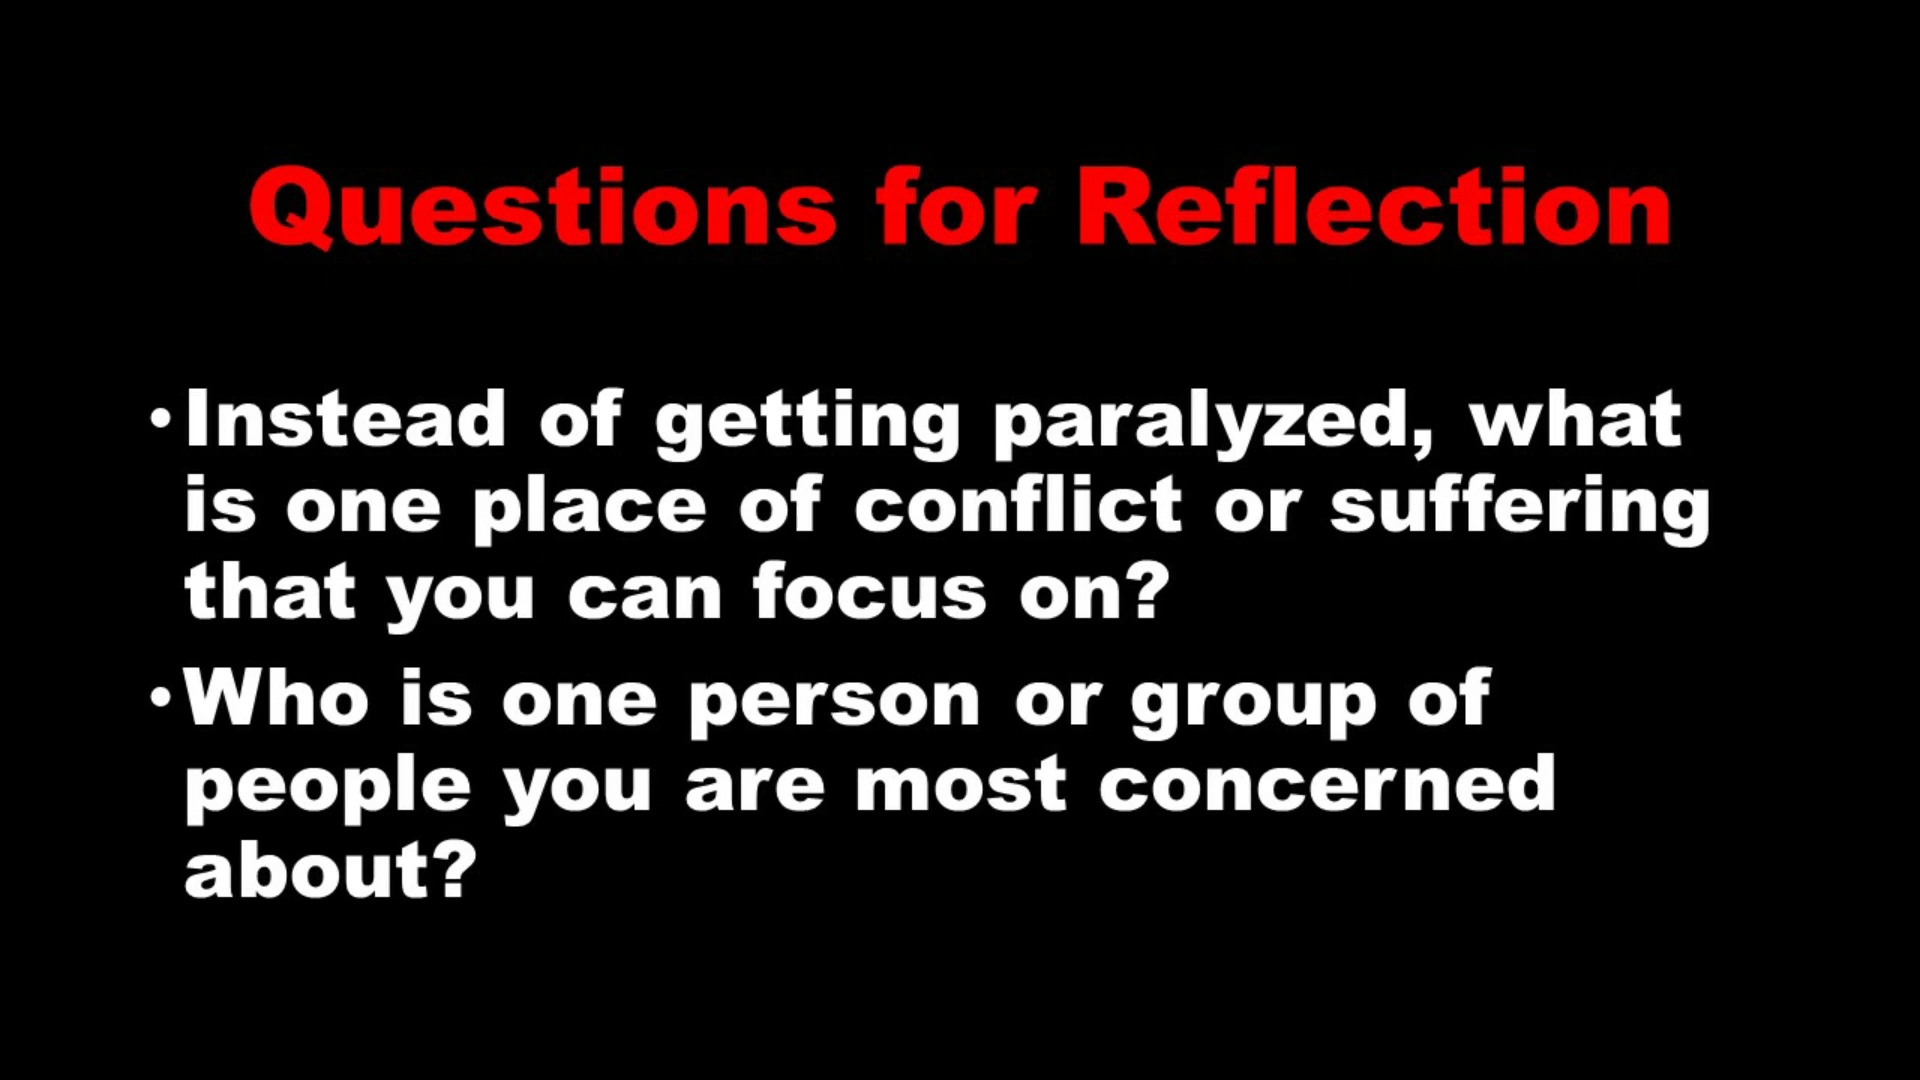 Questions for Reflection
•Instead of getting paralyzed, what
is one place of conflict or suffering
that you can focus on?
•Who is one person or group of
people you are most concerned
about?